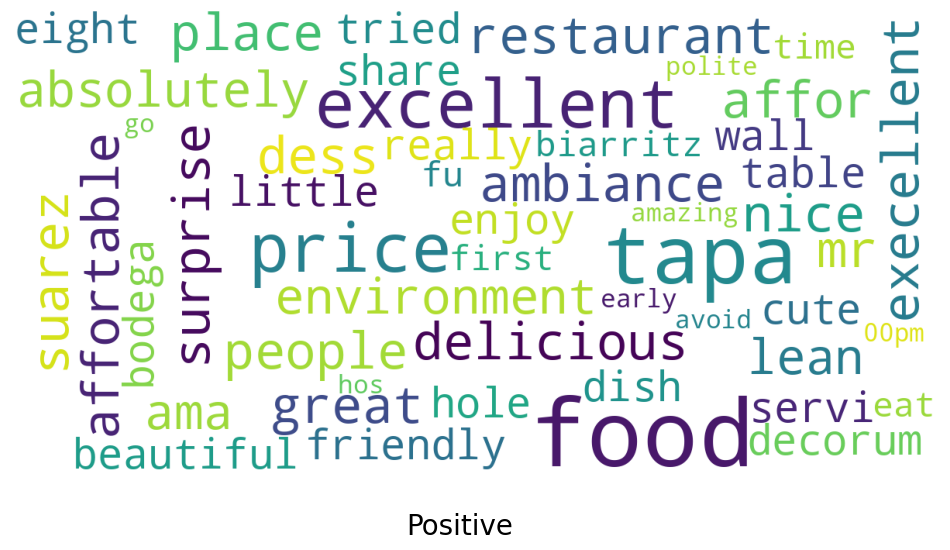 eight place tried restaurant time
share polite
absolutely excellent affor execellent
go
dess really biarritz wall
affortable surprise little fu ambiance table
suarez enjoy amazing nice
bodega price first tapa mr
environment early cute
avoid 00pm
people delicious lean
hos dish
ama great hole food servi eat
beautiful friendly decorum
Positive